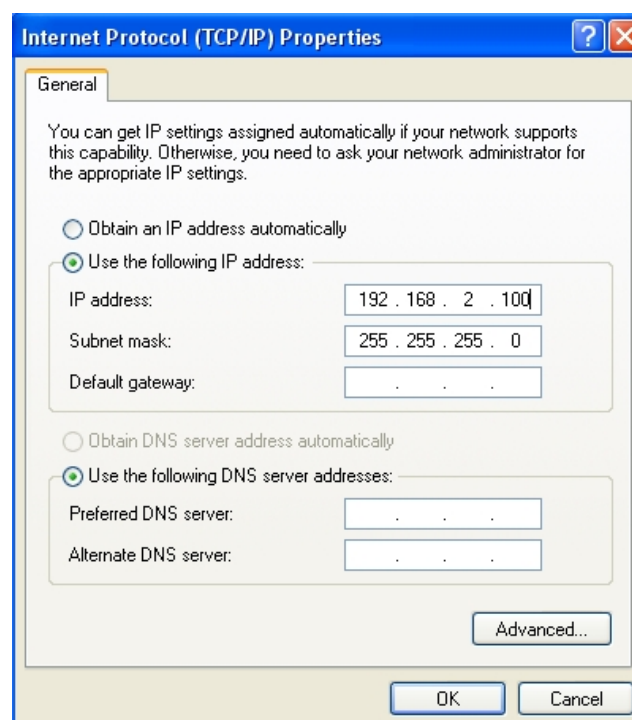 Internet Protocol (TCP/IP) Properties
General
You can get IP settings assigned automatically if your network supports
this capability. Otherwise, you need to ask your network administrator for
the appropriate IP settings.
Obtain an IP address automatically
Use the following IP address:
IP address: 192 . 168 . 2 . 100
Subnet mask: 255 . 255 . 255 . 0
Default gateway: . . .
Obtain DNS server address automatically
Use the following DNS server addresses:
Preferred DNS server: . . .
Alternate DNS server: . . .
Advanced...
OK Cancel